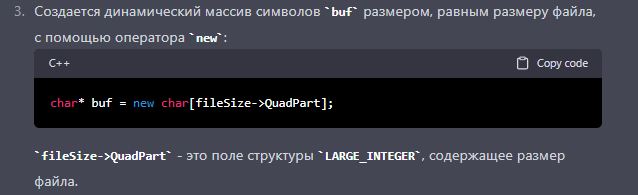 3. Создается динамический массив символов `buf` размером, равным размеру файла,
с помощью оператора `new`:
C++ Copy code
char* buf = new char[fileSize->QuadPart];
`fileSize->QuadPart` - это поле структуры `LARGE_INTEGER`, содержащее размер
файла.